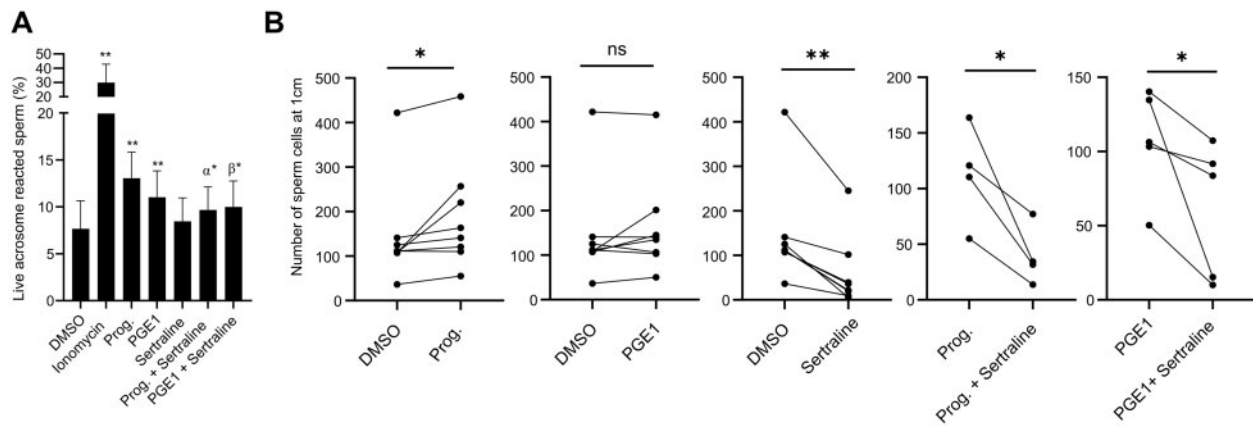 A
B
Live acrosome reacted sperm (%)
50
40
30
20
20
15
10
5
0
**
**
**
α*
β*
DMSO
Ionomycin
Prog.
PGE1
Sertraline
Prog. + Sertraline
PGE1 + Sertraline
Number of sperm cells at 1cm
*
500
400
300
200
100
0
DMSO
Prog.
ns
500
400
300
200
100
0
DMSO
PGE1
**
500
400
300
200
100
0
DMSO
Sertraline
*
200
150
100
50
0
Prog.
Prog. + Sertraline
*
150
100
50
0
PGE1
PGE1+ Sertraline